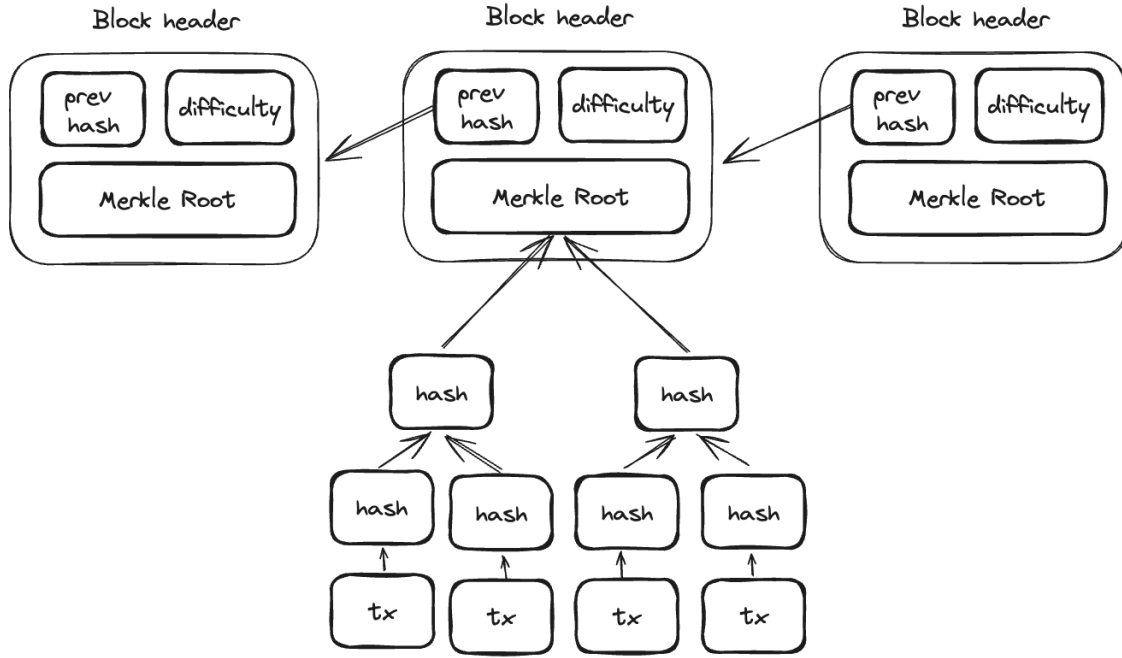 Block header
Block header
Block header
prev
hash
difficulty
Merkle Root
prev
hash
difficulty
Merkle Root
prev
hash
difficulty
Merkle Root
hash
hash
hash
hash
hash
hash
tx
tx
tx
tx